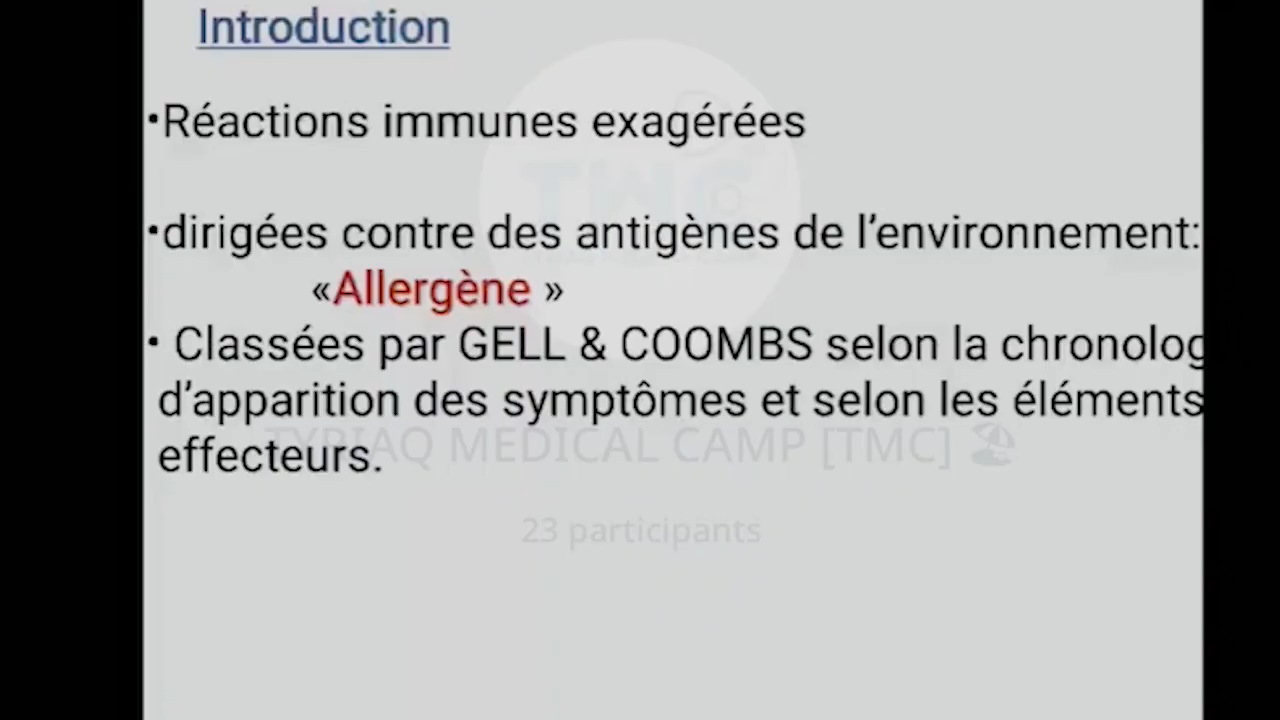 Introduction
•Réactions immunes exagérées
•dirigées contre des antigènes de l’environnement:
«Allergène »
• Classées par GELL & COOMBS selon la chronolog
d’apparition des symptômes et selon les éléments
effecteurs.
TYRIAQ MEDICAL CAMP [TMC] 🏖
23 participants